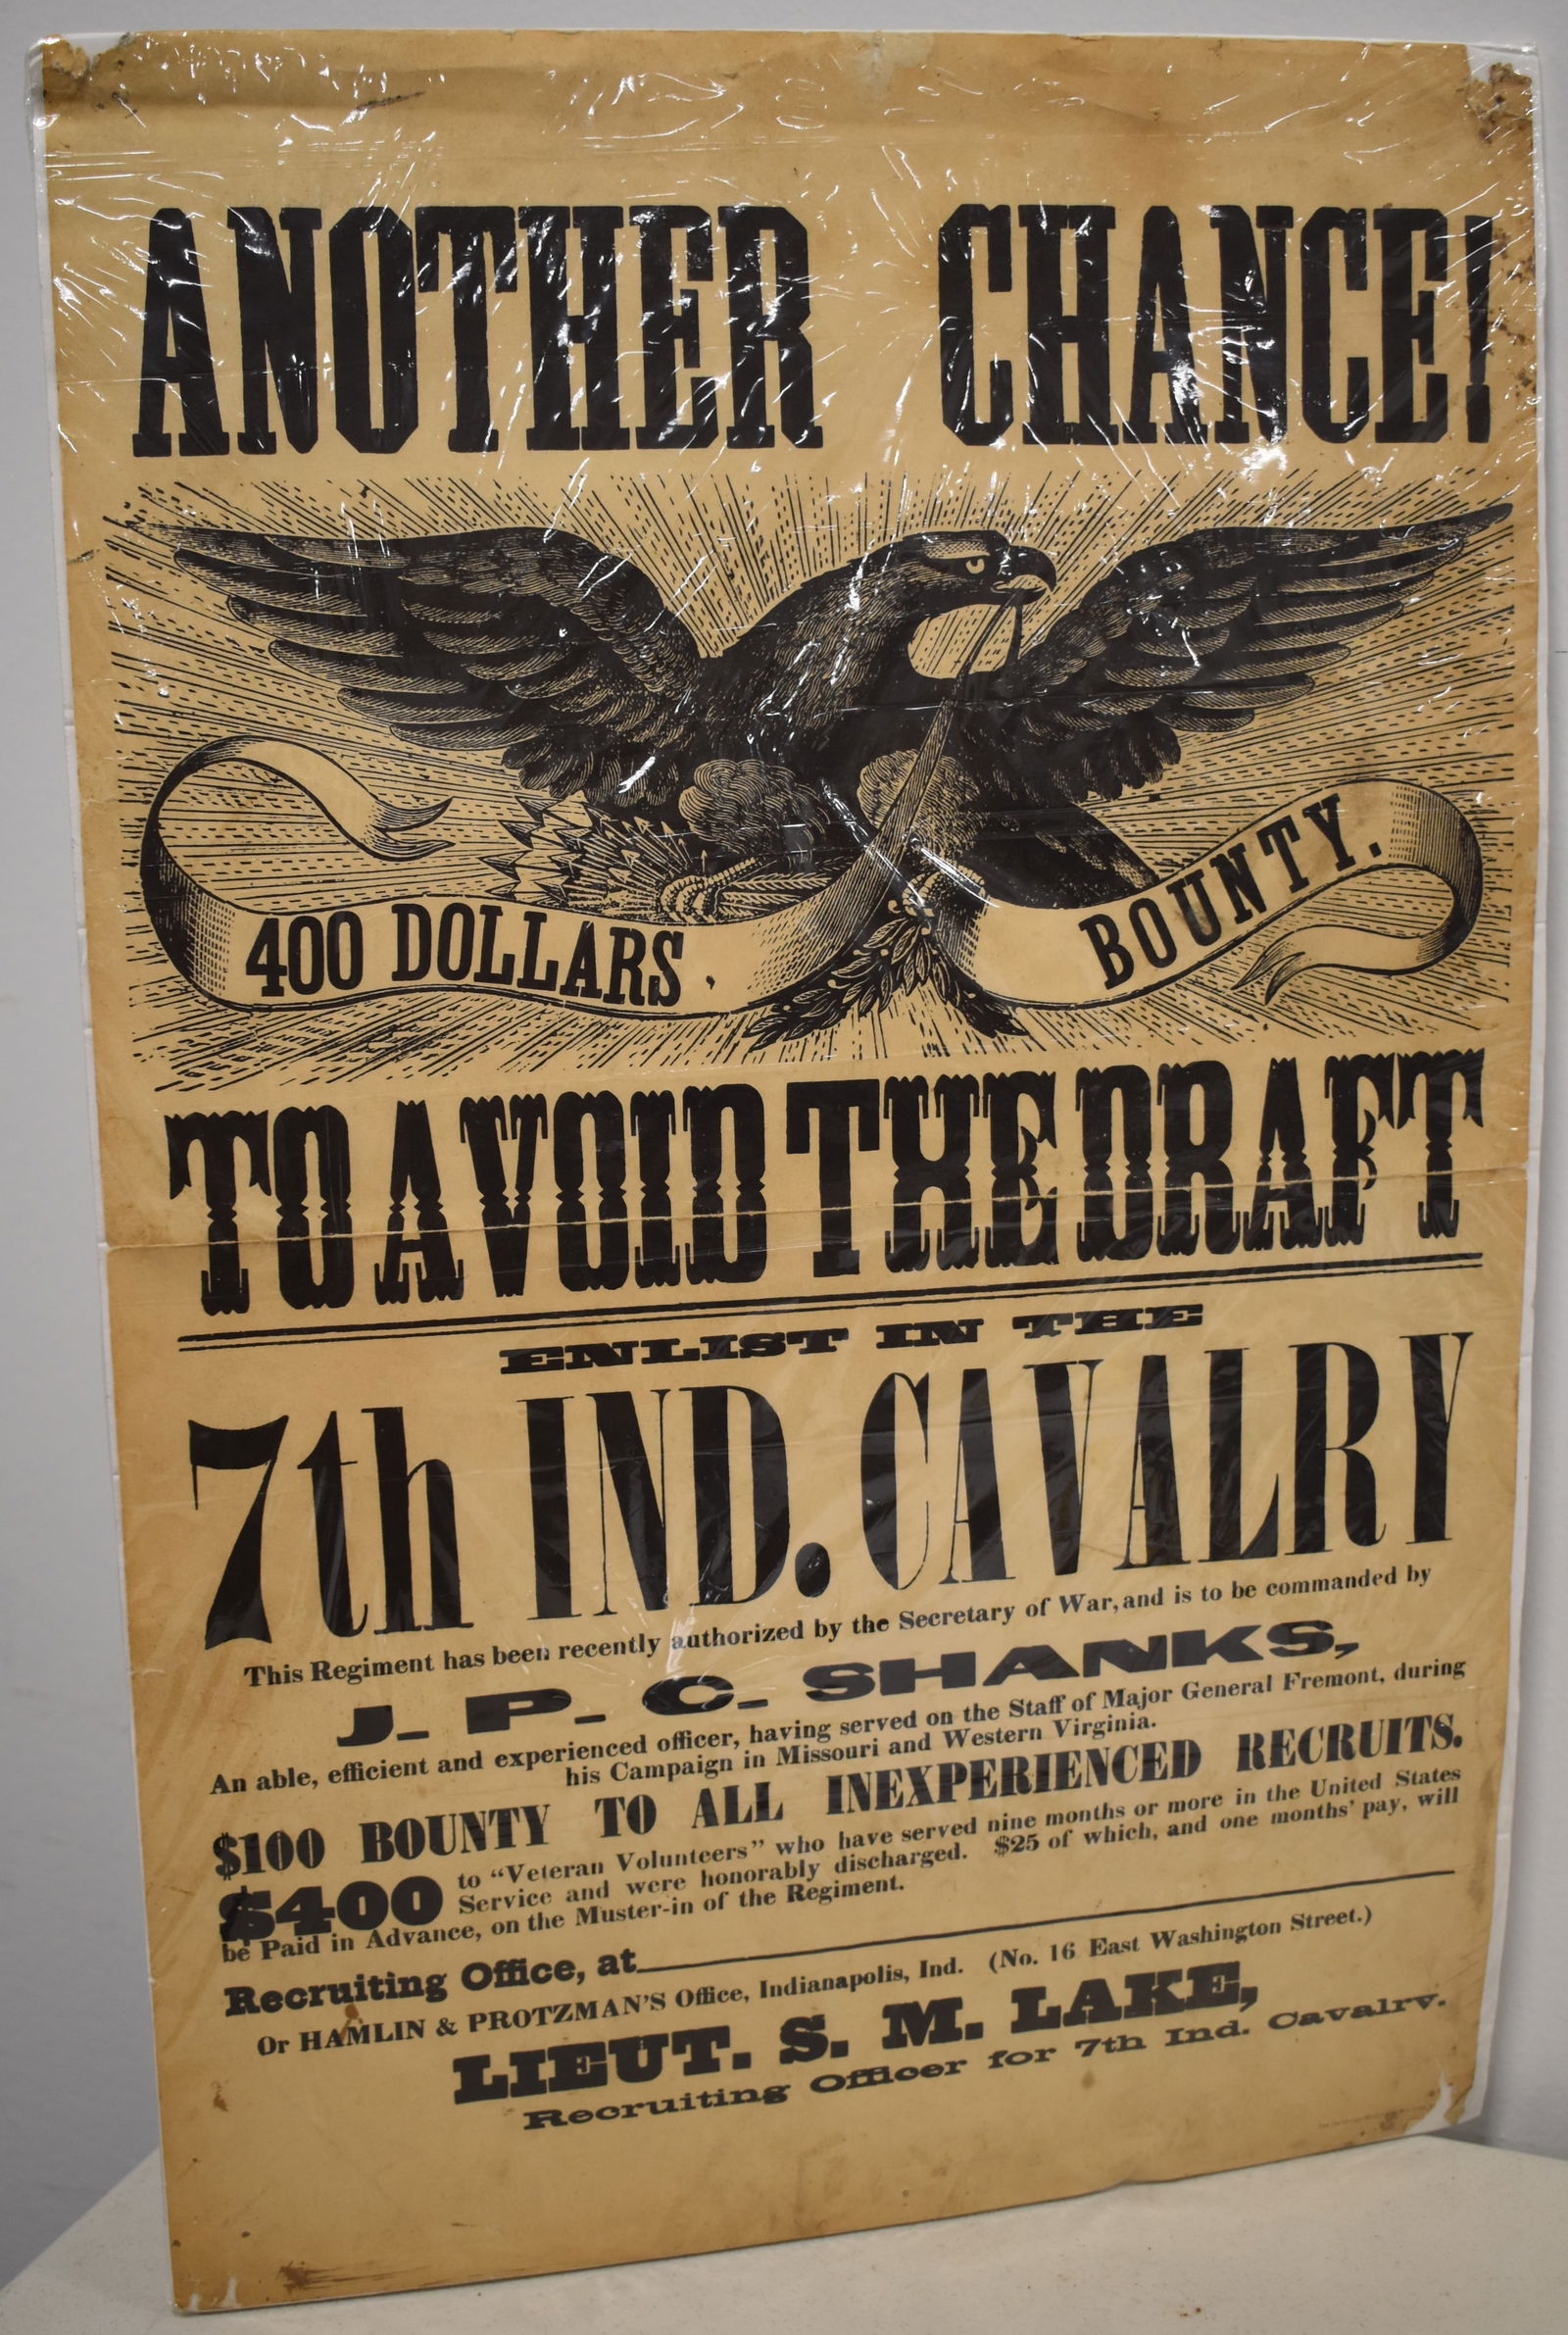 ANOTHER CHANCE!
400 DOLLARS BOUNTY.
TO AVOID THE DRAFT
ENLIST IN THE
7th IND. CAVALRY
This Regiment has been recently authorized by the Secretary of War, and is to be commanded by
J. P. C. SHANKS,
An able, efficient and experienced officer, having served on the Staff of Major General Fremont, during
his Campaign in Missouri and Western Virginia.
$100 BOUNTY TO ALL INEXPERIENCED RECRUITS.
$400 to "Veteran Volunteers" who have served nine months or more in the United States
Service and were honorably discharged. $25 of which, and one months' pay, will
be Paid in Advance, on the Muster-in of the Regiment.
Recruiting Office, at
Or HAMLIN & PROTZMAN'S Office, Indianapolis, Ind. (No. 16 East Washington Street.)
LIEUT. S. M. LAKE,
Recruiting Officer for 7th Ind. Cavalry.